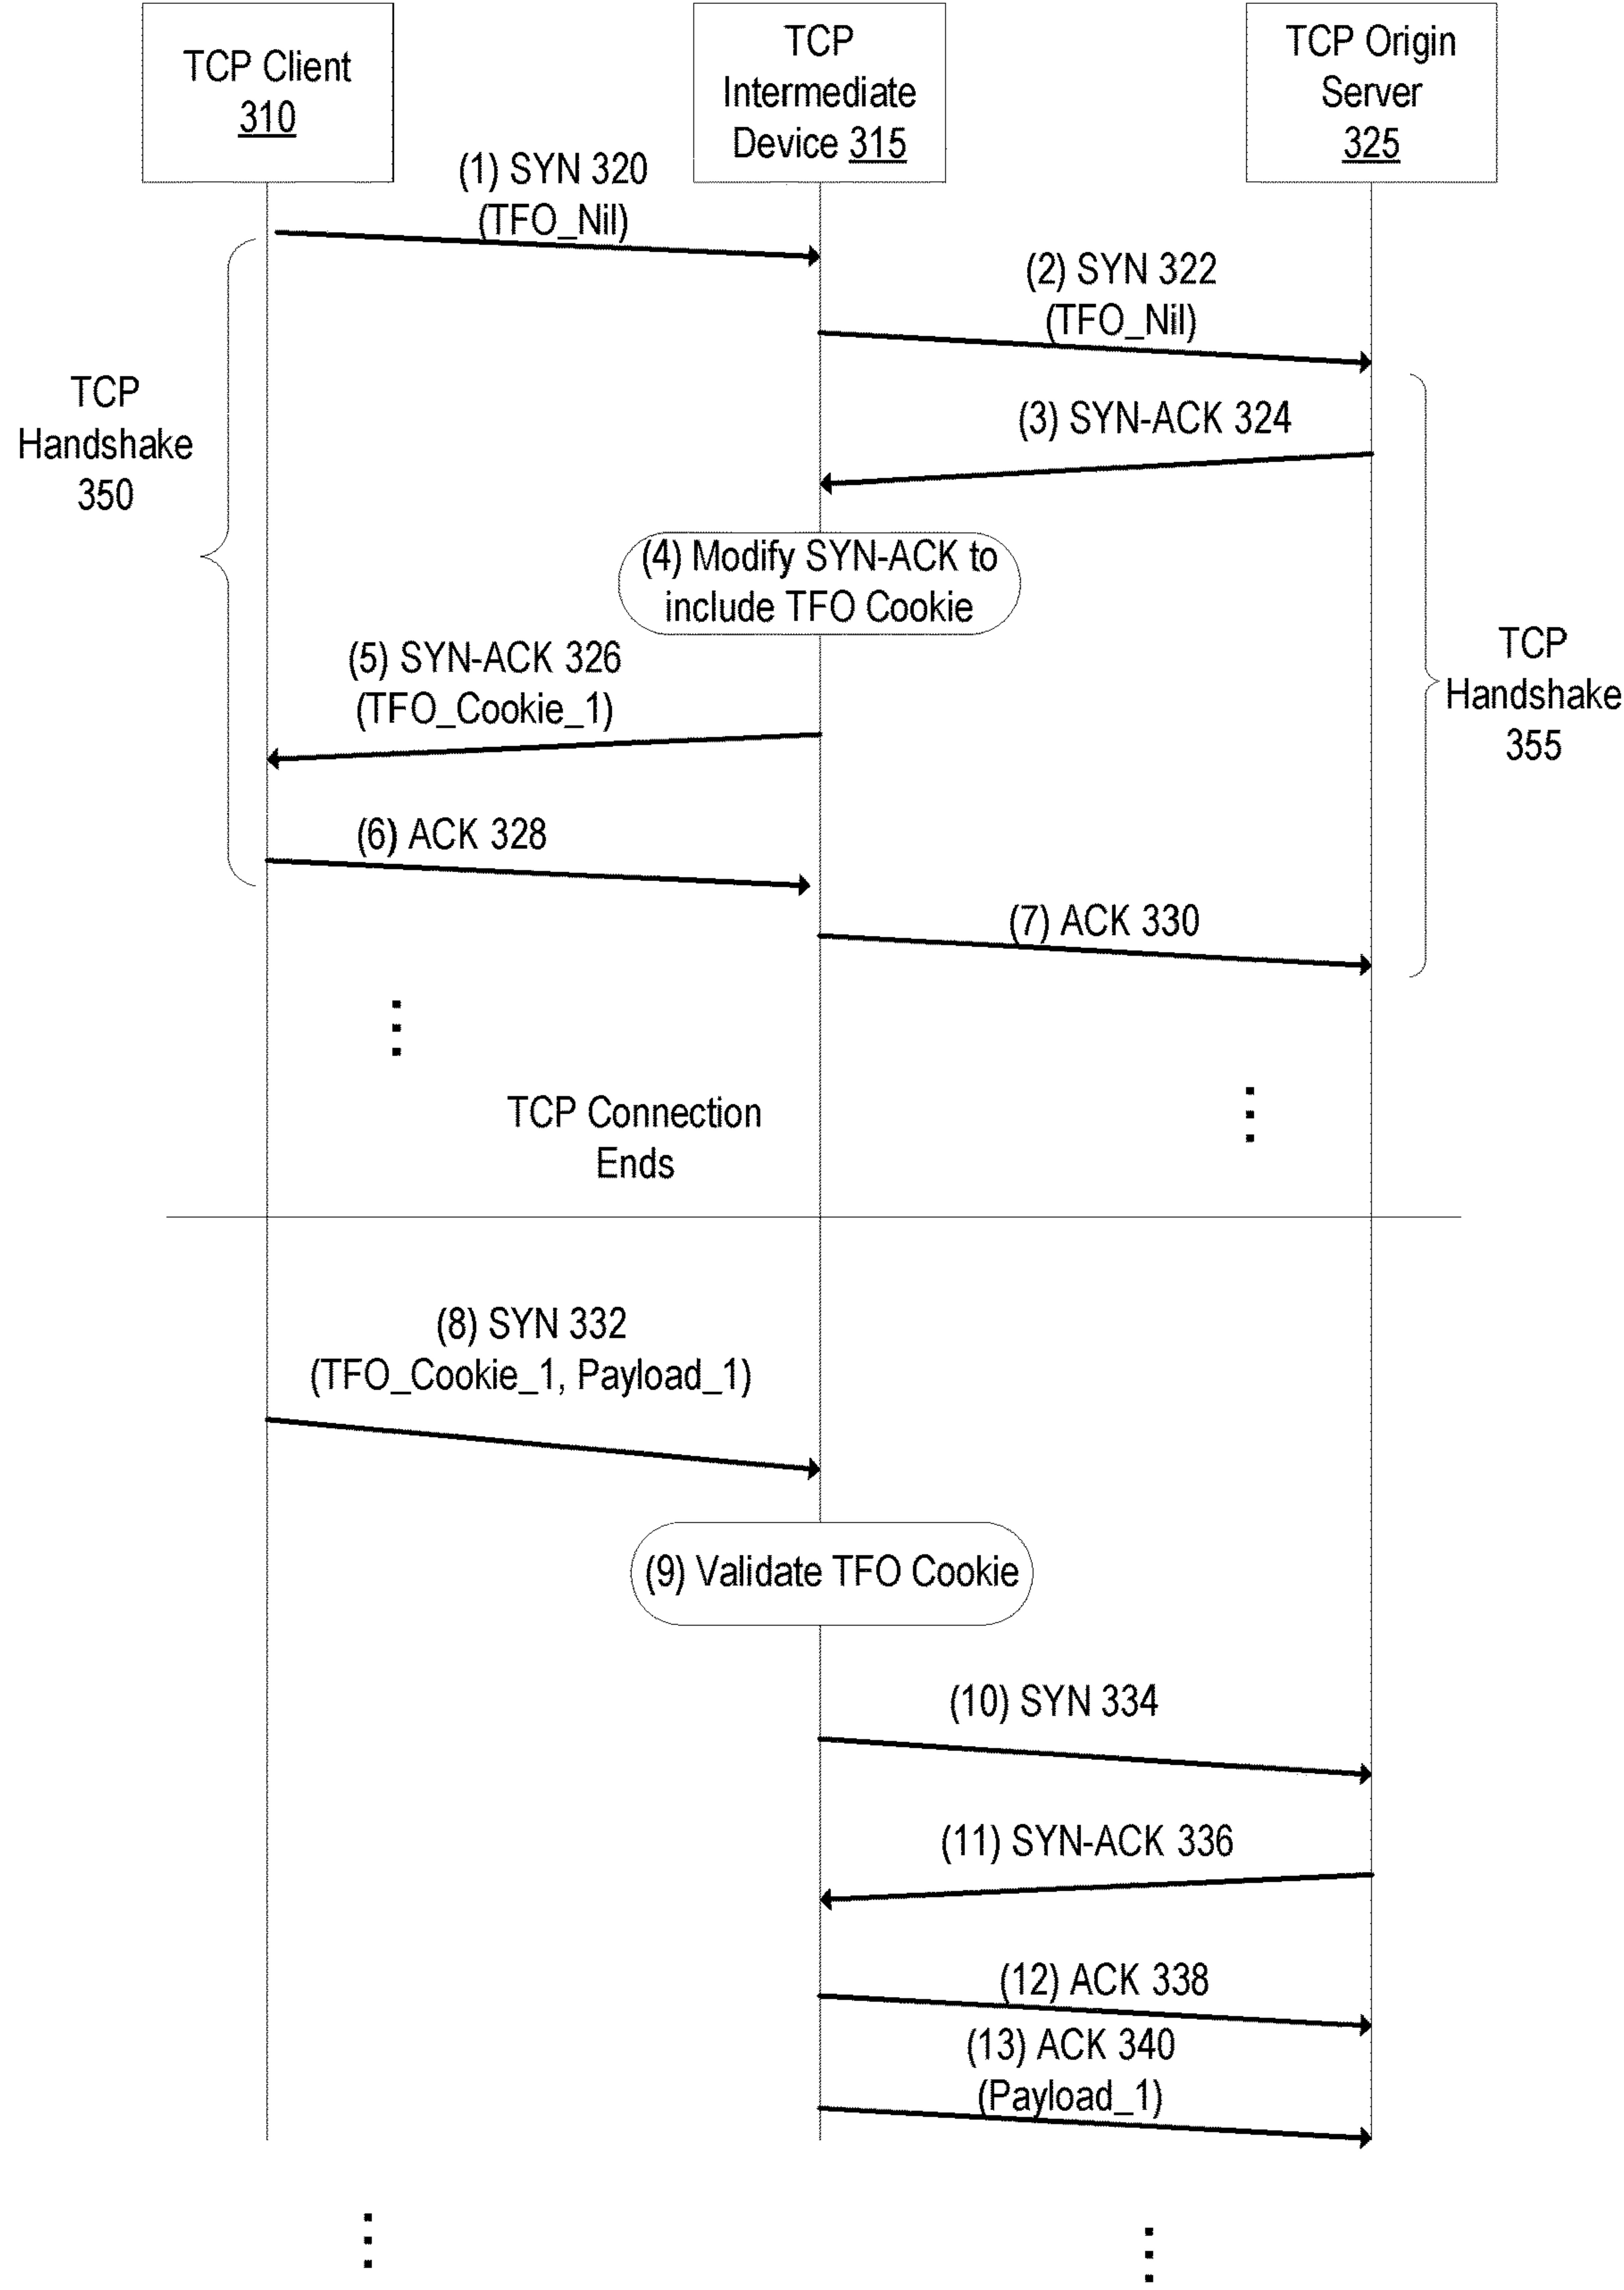 TCP Client
310
TCP
Intermediate
Device 315
TCP Origin
Server
325
(1) SYN 320
(TFO_Nil)
(2) SYN 322
(TFO_Nil)
TCP
Handshake
350
(3) SYN-ACK 324
(4) Modify SYN-ACK to
include TFO Cookie
(5) SYN-ACK 326
(TFO_Cookie_1)
TCP
Handshake
355
(6) ACK 328
(7) ACK 330
TCP Connection
Ends
(8) SYN 332
(TFO_Cookie_1, Payload_1)
(9) Validate TFO Cookie
(10) SYN 334
(11) SYN-ACK 336
(12) ACK 338
(13) ACK 340
(Payload_1)